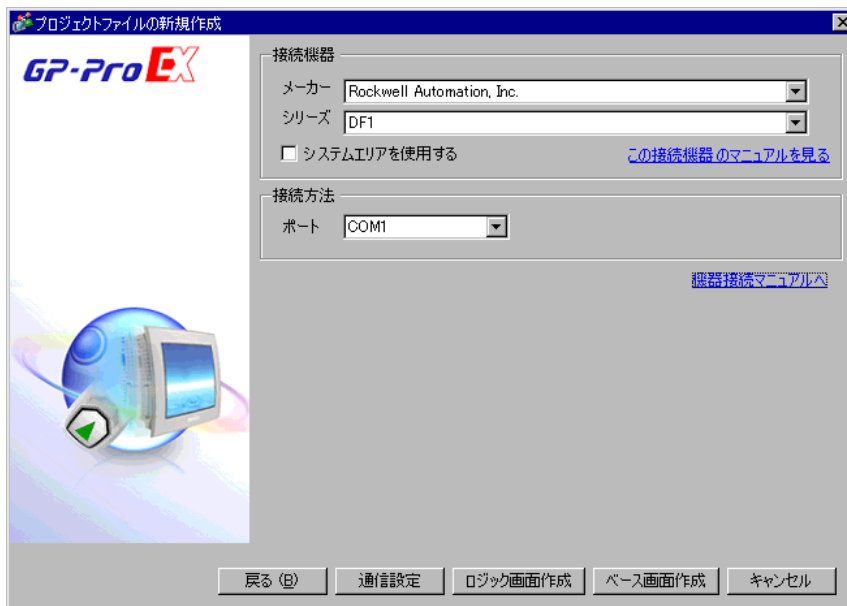 プロジェクトファイルの新規作成
GP-Pro EX
接続機器
メーカー Rockwell Automation, Inc.
シリーズ DF1
システムエリアを使用する この接続機器のマニュアルを見る
接続方法
ポート COM1
機器接続マニュアルへ
戻る (B) 通信設定 ロジック画面作成 ベース画面作成 キャンセル